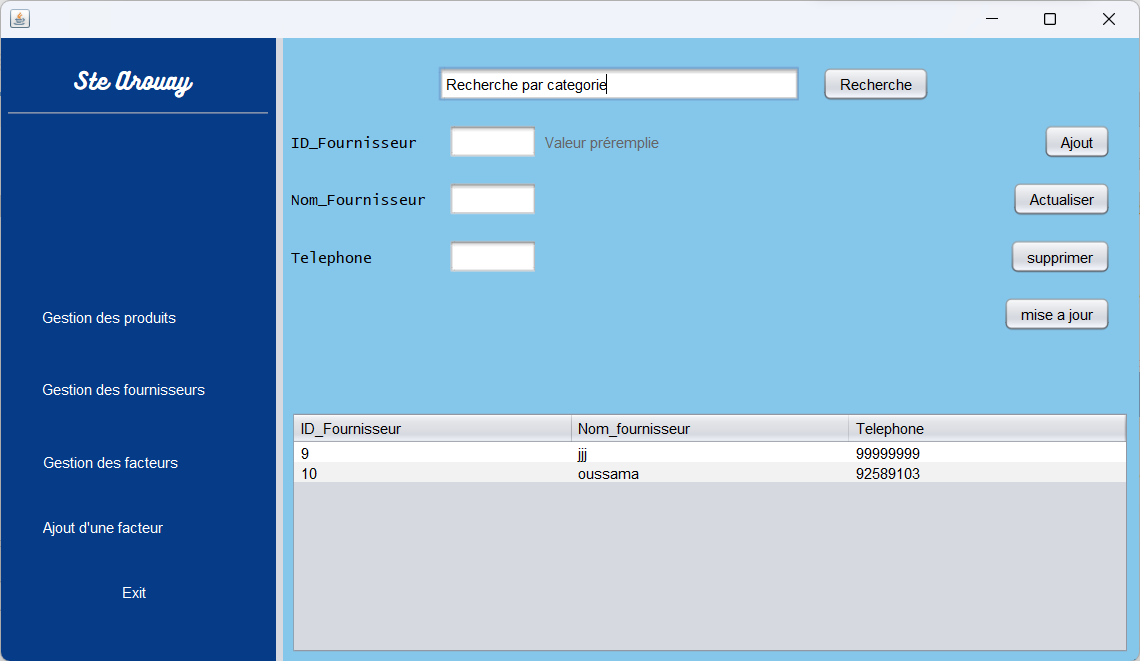 Ste Arouay
Recherche par categorie
Recherche
ID_Fournisseur
Valeur préremplie
Ajout
Nom_Fournisseur
Actualiser
Telephone
supprimer
mise a jour
Gestion des produits
Gestion des fournisseurs
Gestion des facteurs
Ajout d'une facteur
Exit
ID_Fournisseur Nom_fournisseur Telephone
9 jjj 99999999
10 oussama 92589103